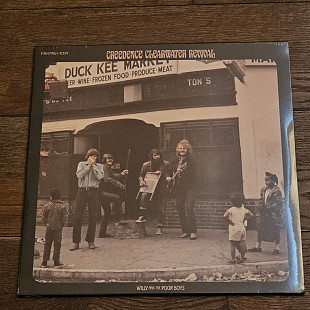 CREEDENCE CLEARWATER REVIVAL
DUCK KEE MARKET
BEER · WINE · FROZEN FOOD · PRODUCE · MEAT
TON'S
WILLY AND THE POOR BOYS